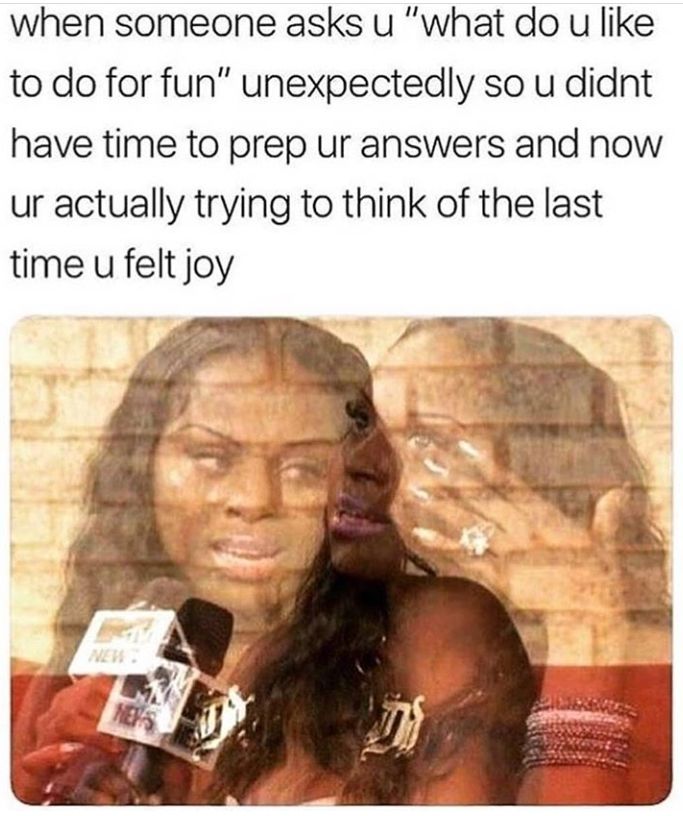 when someone asks u "what do u like
to do for fun" unexpectedly so u didnt
have time to prep ur answers and now
ur actually trying to think of the last
time u felt joy
NEWS